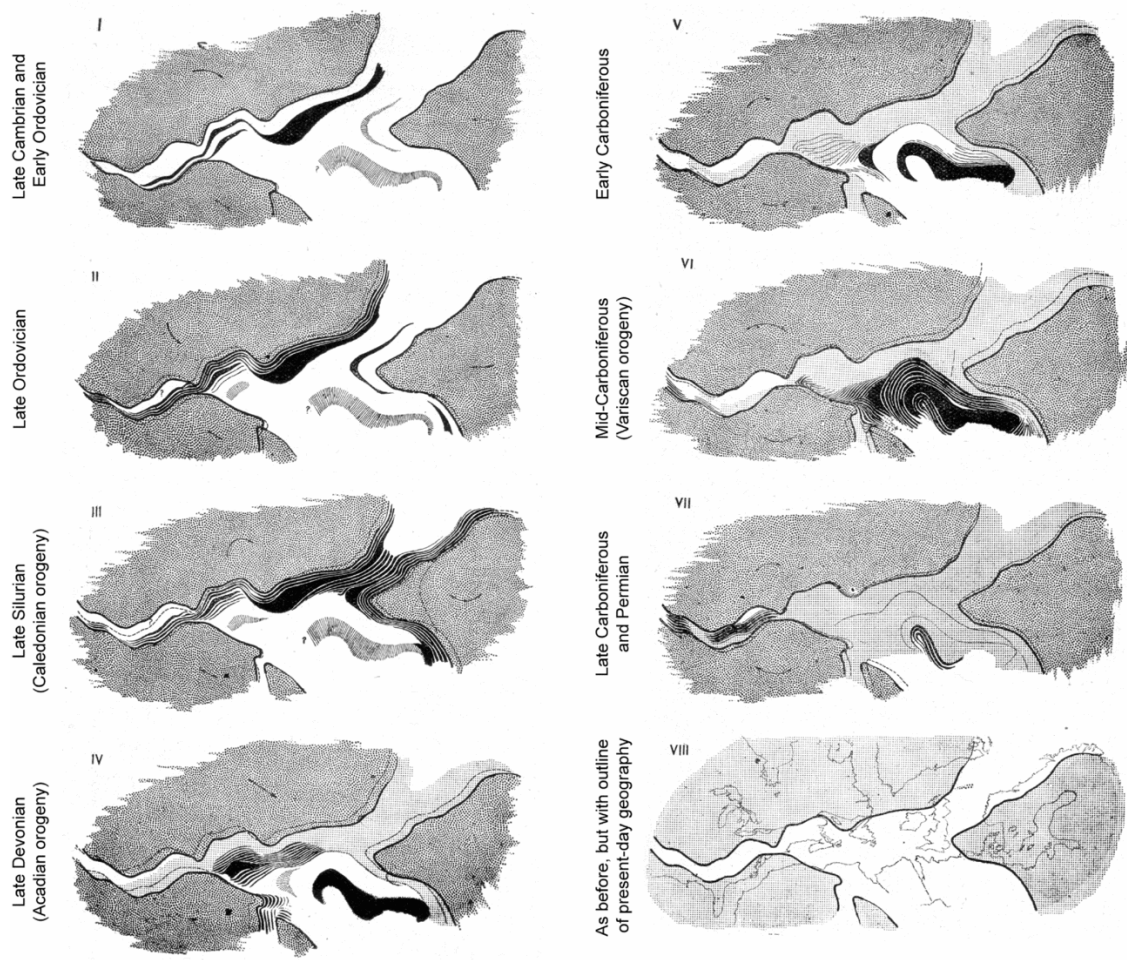 I
Late Cambrian and
Early Ordovician
II
Late Ordovician
III
Late Silurian
(Caledonian orogeny)
IV
Late Devonian
(Acadian orogeny)
V
Early Carboniferous
VI
Mid-Carboniferous
(Variscan orogeny)
VII
Late Carboniferous
and Permian
VIII
As before, but with outline
of present-day geography